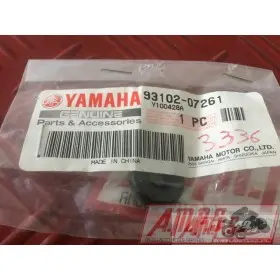 YAMAHA
GENUINE
Parts & Accessories
93102-07261
Y100428A
1 PC
3336
MADE IN CHINA
YAMAHA MOTOR CO.,LTD.